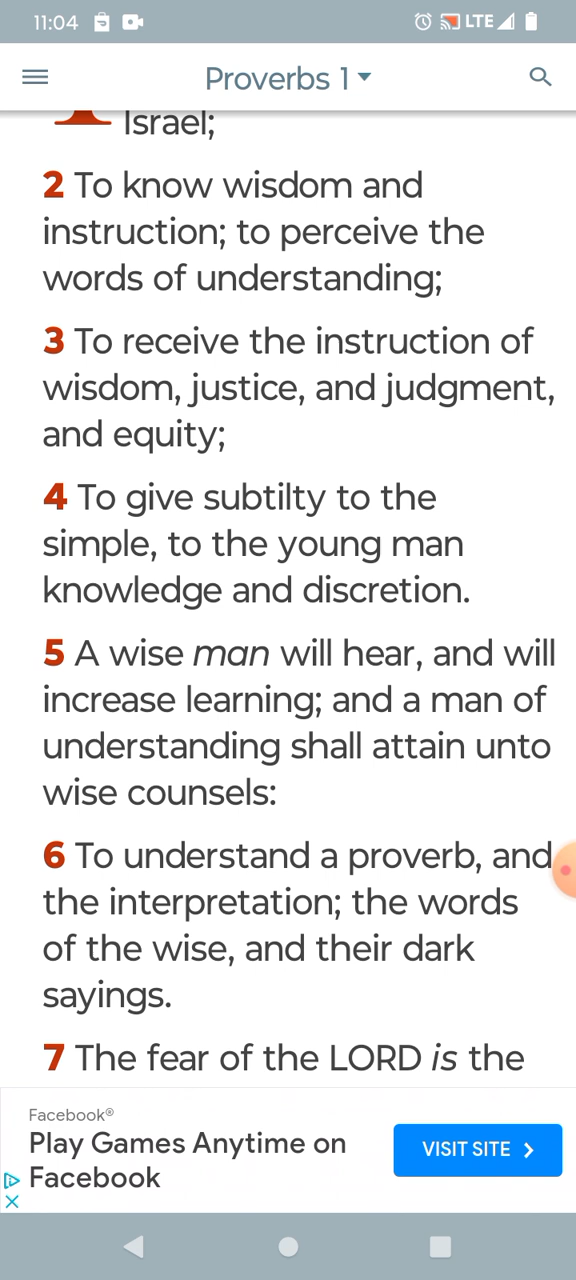 11:04 LTE
Proverbs 1
Israel;
2 To know wisdom and
instruction; to perceive the
words of understanding;
3 To receive the instruction of
wisdom, justice, and judgment,
and equity;
4 To give subtilty to the
simple, to the young man
knowledge and discretion.
5 A wise man will hear, and will
increase learning; and a man of
understanding shall attain unto
wise counsels:
6 To understand a proverb, and
the interpretation; the words
of the wise, and their dark
sayings.
7 The fear of the LORD is the
Facebook®
Play Games Anytime on
Facebook
VISIT SITE